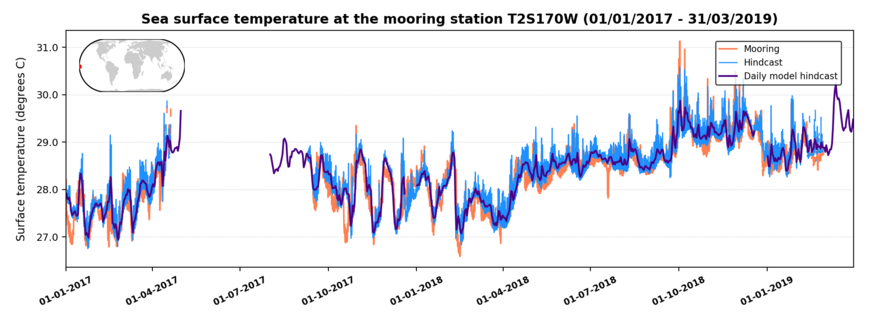 Sea surface temperature at the mooring station T2S170W (01/01/2017 - 31/03/2019)
Surface temperature (degrees C)
31.0
30.0
29.0
28.0
27.0
Mooring
Hindcast
Daily model hindcast
01-01-2017
01-04-2017
01-07-2017
01-10-2017
01-01-2018
01-04-2018
01-07-2018
01-10-2018
01-01-2019